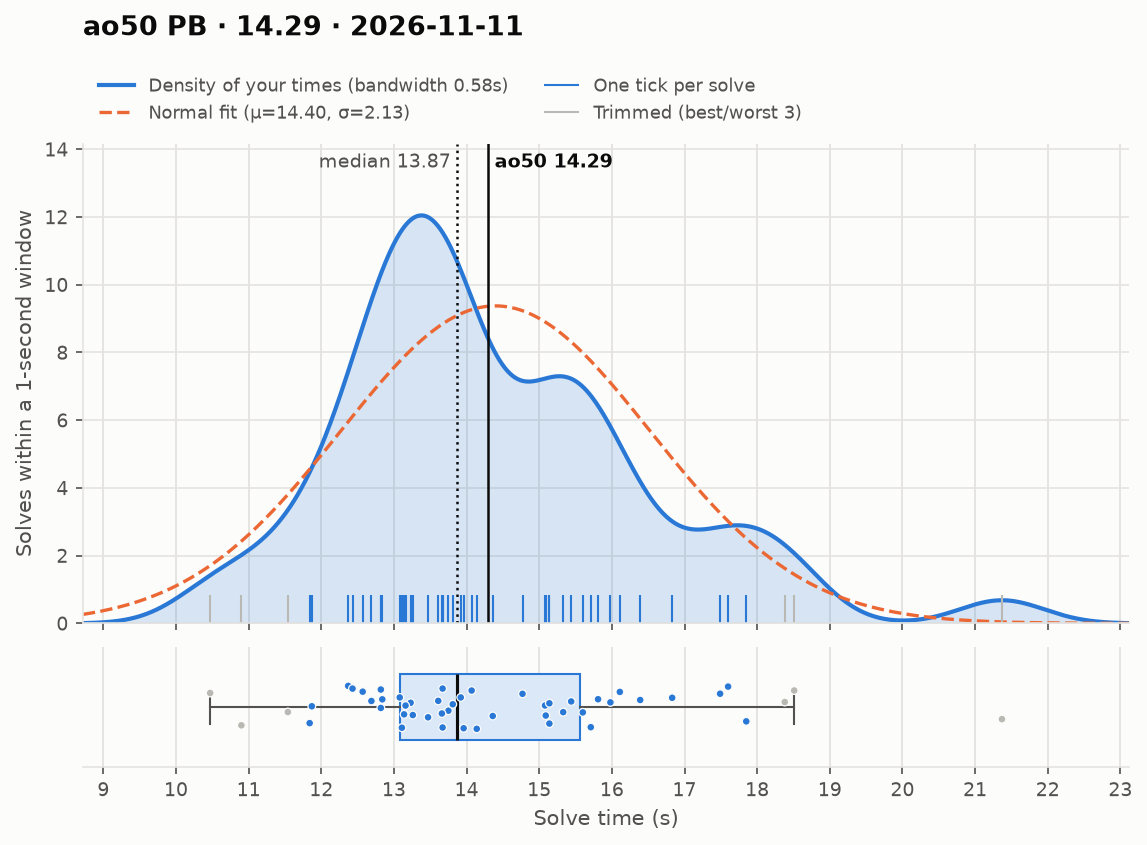 ao50 PB · 14.29 · 2026-11-11
Density of your times (bandwidth 0.58s)
One tick per solve
Normal fit (μ=14.40, σ=2.13)
Trimmed (best/worst 3)
median 13.87
ao50 14.29
Solves within a 1-second window
14
12
10
8
6
4
2
0
9 10 11 12 13 14 15 16 17 18 19 20 21 22 23
Solve time (s)